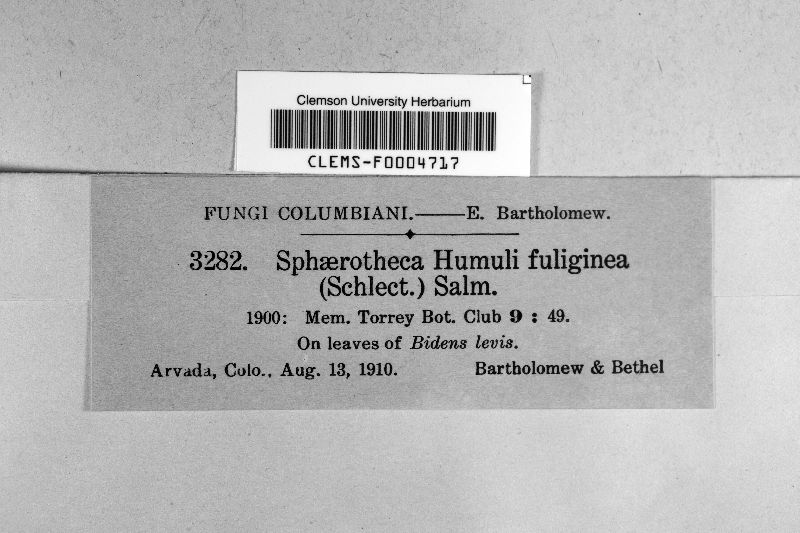 Clemson University Herbarium
CLEMS-F0004717
FUNGI COLUMBIANI.——E. Bartholomew.
3282. Sphærotheca Humuli fuliginea
(Schlect.) Salm.
1900: Mem. Torrey Bot. Club 9 : 49.
On leaves of Bidens levis.
Arvada, Colo., Aug. 13, 1910. Bartholomew & Bethel